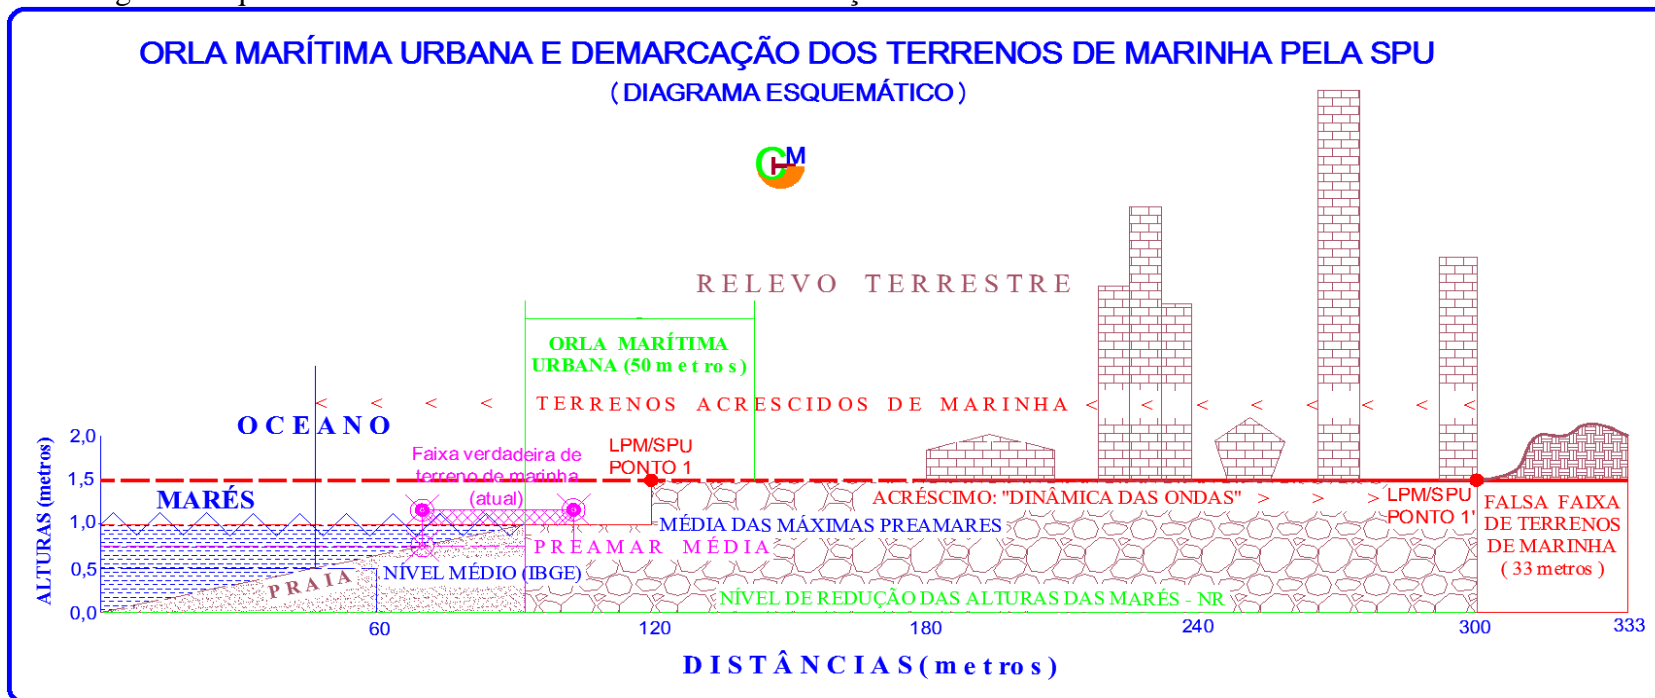 ORLA MARÍTIMA URBANA E DEMARCAÇÃO DOS TERRENOS DE MARINHA PELA SPU
( DIAGRAMA ESQUEMÁTICO )
C M
RELEVO TERRESTRE
ORLA MARÍTIMA
URBANA (50 metros)
< < < < TERRENOS ACRESCIDOS DE MARINHA < < < < < < < <
OCEANO
Faixa verdadeira de
terreno de marinha
(atual)
LPM/SPU
PONTO 1
ALTURAS (metros)
2,0
1,5
1,0
0,5
0,0
MARÉS
ACRÉSCIMO: "DINÂMICA DAS ONDAS" > > >
LPM/SPU
PONTO 1'
MÉDIA DAS MÁXIMAS PREAMARES
PREAMAR MÉDIA
NÍVEL MÉDIO (IBGE)
PRAIA
NÍVEL DE REDUÇÃO DAS ALTURAS DAS MARÉS - NR
FALSA FAIXA
DE TERRENOS
DE MARINHA
( 33 metros )
60 120 180 240 300 333
DISTÂNCIAS (metros)